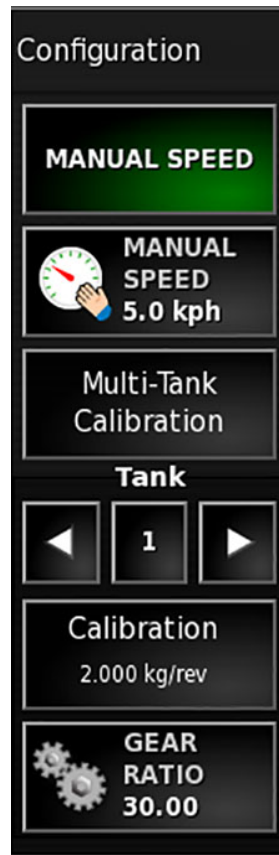 Configuration
MANUAL SPEED
MANUAL
SPEED
5.0 kph
Multi-Tank
Calibration
Tank
1
Calibration
2.000 kg/rev
GEAR
RATIO
30.00